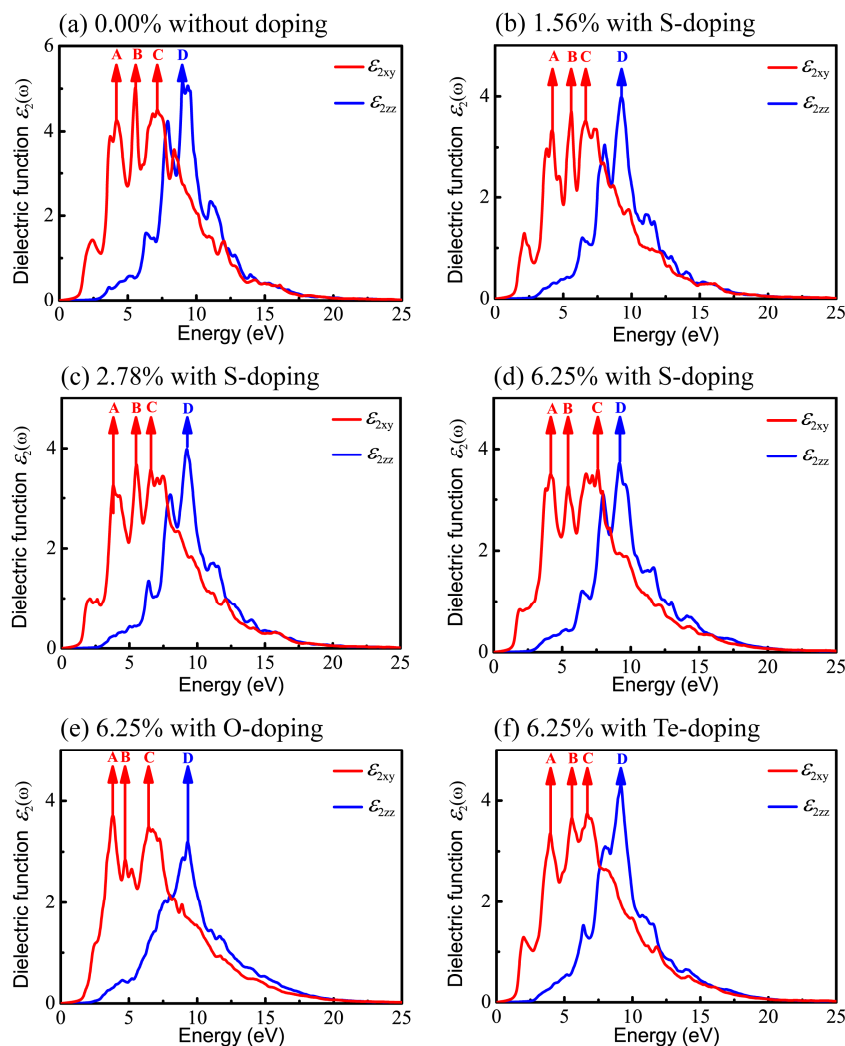 (a) 0.00% without doping
A B C D
ε2xy
ε2zz
Dielectric function ε2(ω)
6
4
2
0
0 5 10 15 20 25
Energy (eV)
(b) 1.56% with S-doping
A B C D
ε2xy
ε2zz
Dielectric function ε2(ω)
4
2
0
0 5 10 15 20 25
Energy (eV)
(c) 2.78% with S-doping
A B C D
ε2xy
ε2zz
Dielectric function ε2(ω)
4
2
0
0 5 10 15 20 25
Energy (eV)
(d) 6.25% with S-doping
A B C D
ε2xy
ε2zz
Dielectric function ε2(ω)
4
2
0
0 5 10 15 20 25
Energy (eV)
(e) 6.25% with O-doping
A B C D
ε2xy
ε2zz
Dielectric function ε2(ω)
4
2
0
0 5 10 15 20 25
Energy (eV)
(f) 6.25% with Te-doping
A B C D
ε2xy
ε2zz
Dielectric function ε2(ω)
4
2
0
0 5 10 15 20 25
Energy (eV)